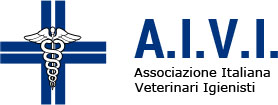 A.I.V.I.
Associazione Italiana
Veterinari Igienisti